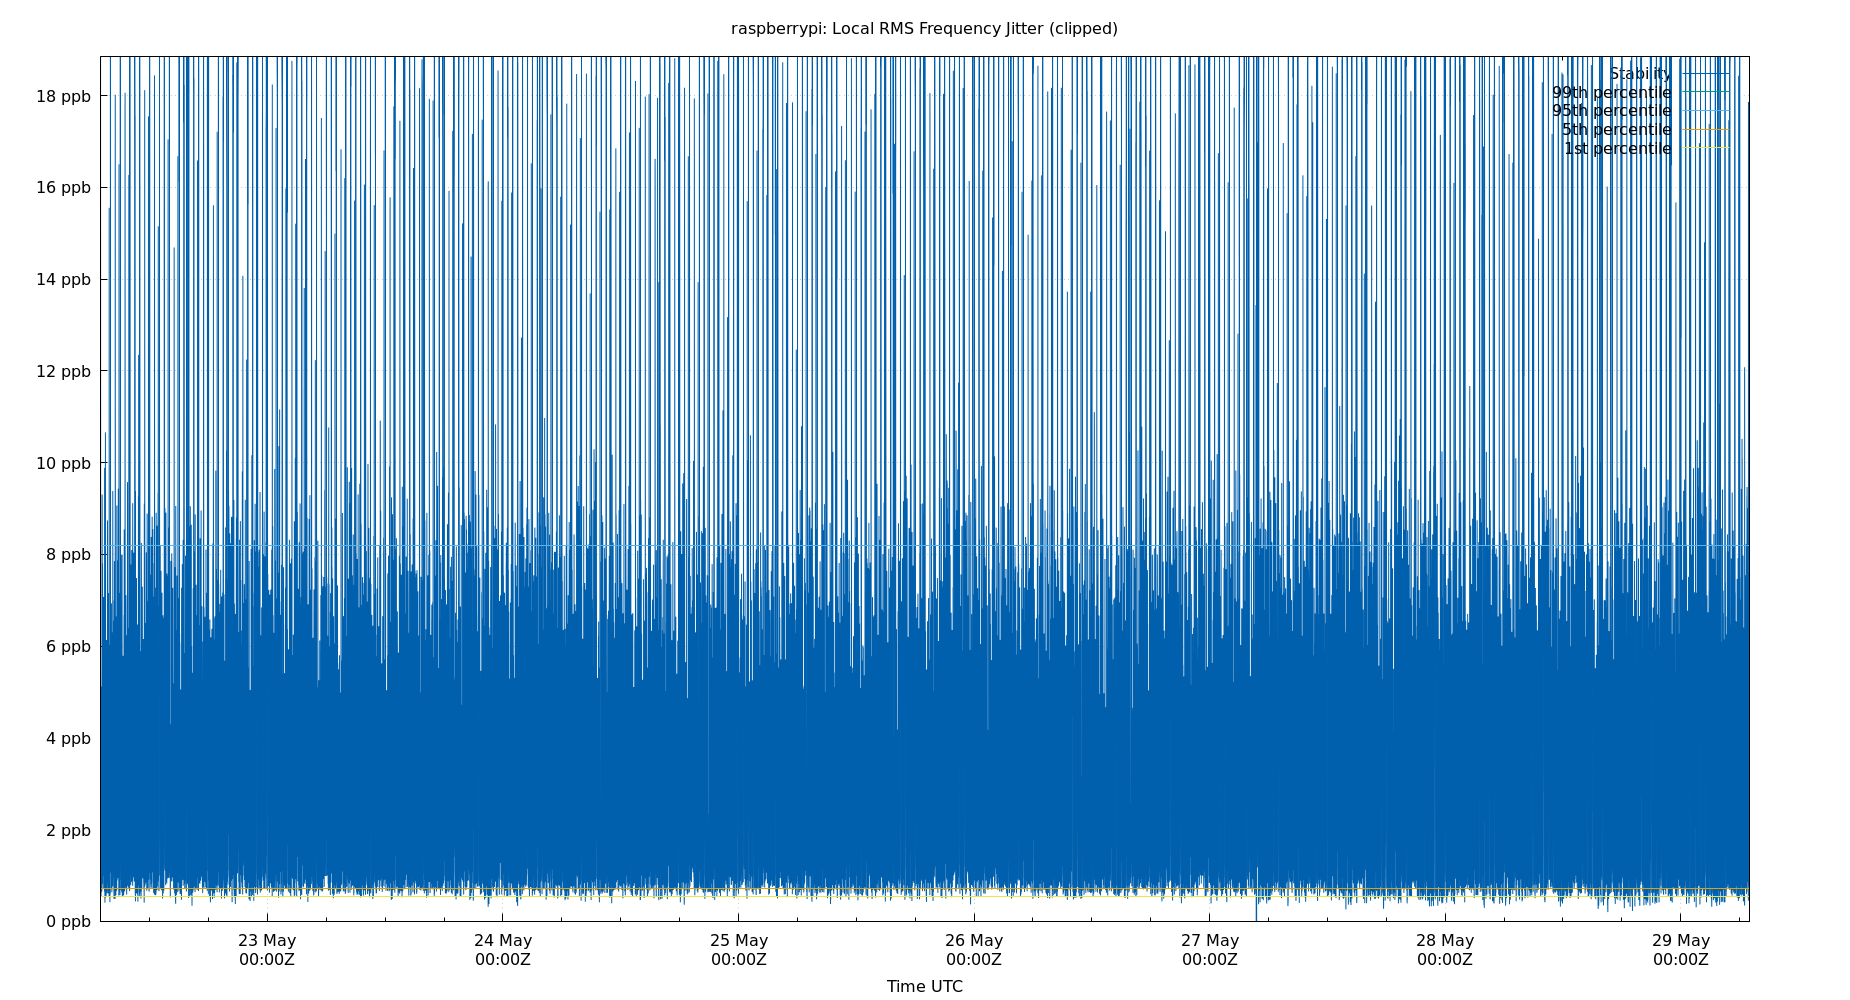 raspberrypi: Local RMS Frequency Jitter (clipped)
18 ppb
16 ppb
14 ppb
12 ppb
10 ppb
8 ppb
6 ppb
4 ppb
2 ppb
0 ppb
Stability
99th percentile
95th percentile
5th percentile
1st percentile
23 May
00:00Z
24 May
00:00Z
25 May
00:00Z
26 May
00:00Z
27 May
00:00Z
28 May
00:00Z
29 May
00:00Z
Time UTC